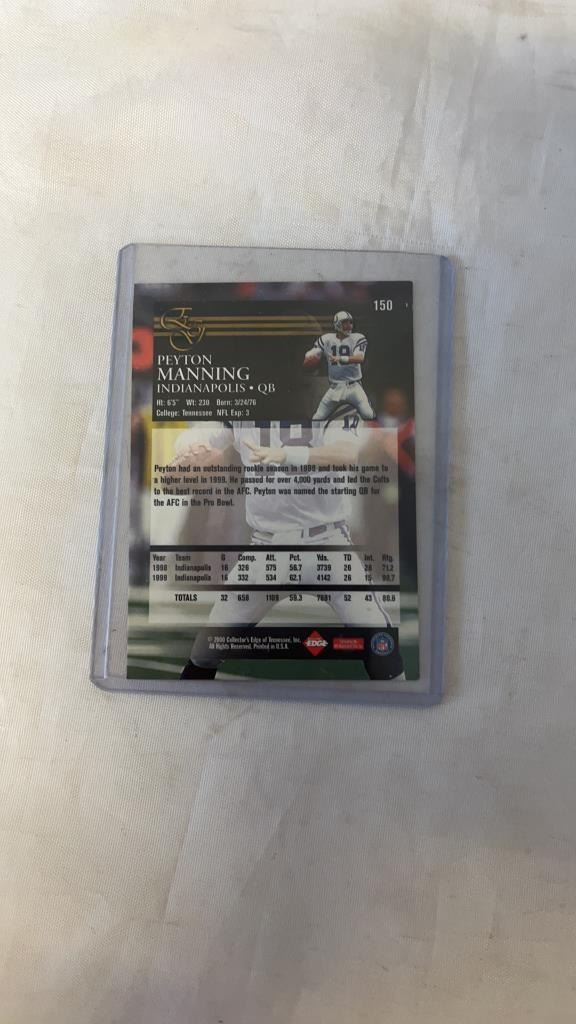 150
EG
PEYTON
MANNING
INDIANAPOLIS • QB
Ht: 6'5" Wt: 230 Born: 3/24/76
College: Tennessee NFL Exp: 3
18
Peyton had an outstanding rookie season in 1998 and took his game to
a higher level in 1999. He passed for over 4,000 yards and led the Colts
to the best record in the AFC. Peyton was named the starting QB for
the AFC in the Pro Bowl.
Year Team G Comp. Att. Pct. Yds. TD Int. Rtg.
1998 Indianapolis 16 326 575 56.7 3739 26 28 71.2
1999 Indianapolis 16 332 534 62.1 4142 26 15 90.7
TOTALS 32 658 1109 59.3 7881 52 43 80.6
© 2000 Collector's Edge of Tennessee, Inc.
All Rights Reserved. Printed in U.S.A.
EDGE
NFL